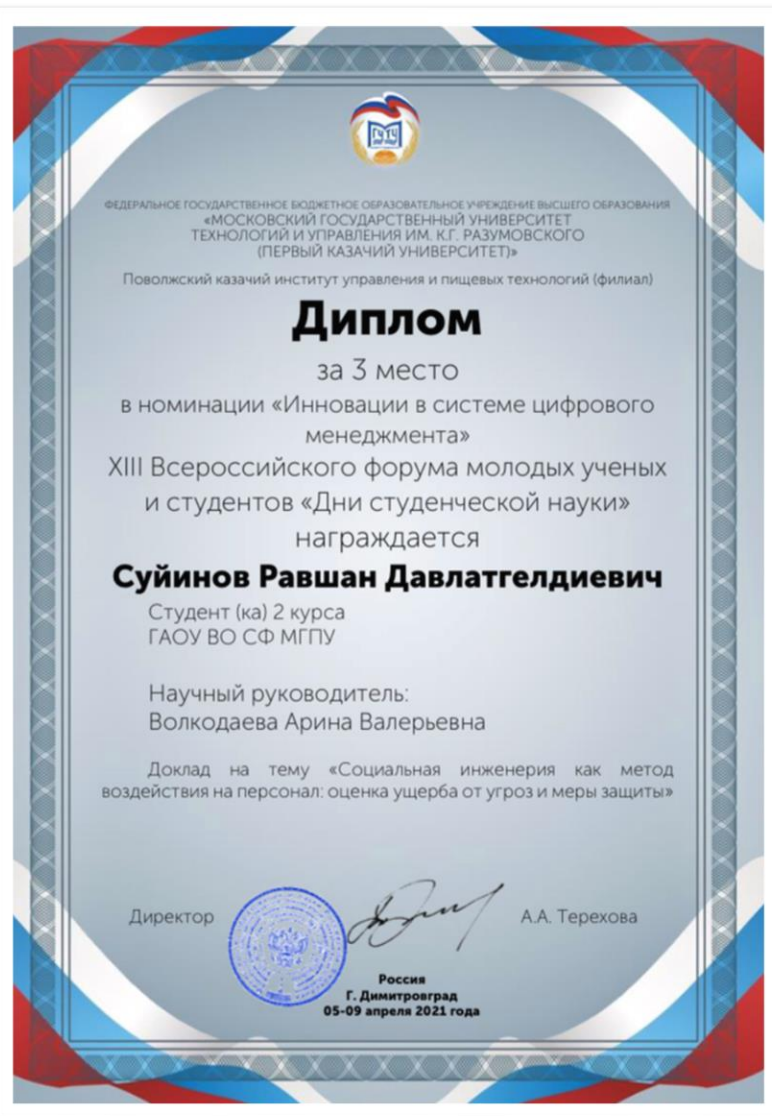 ФЕДЕРАЛЬНОЕ ГОСУДАРСТВЕННОЕ БЮДЖЕТНОЕ ОБРАЗОВАТЕЛЬНОЕ УЧРЕЖДЕНИЕ ВЫСШЕГО ОБРАЗОВАНИЯ
«МОСКОВСКИЙ ГОСУДАРСТВЕННЫЙ УНИВЕРСИТЕТ
ТЕХНОЛОГИЙ И УПРАВЛЕНИЯ ИМ. К.Г. РАЗУМОВСКОГО
(ПЕРВЫЙ КАЗАЧИЙ УНИВЕРСИТЕТ)»
Поволжский казачий институт управления и пищевых технологий (филиал)
Диплом
за 3 место
в номинации «Инновации в системе цифрового
менеджмента»
XIII Всероссийского форума молодых ученых
и студентов «Дни студенческой науки»
награждается
Суйинов Равшан Давлатгелдиевич
Студент (ка) 2 курса
ГАОУ ВО СФ МГПУ
Научный руководитель:
Волкодаева Арина Валерьевна
Доклад на тему «Социальная инженерия как метод
воздействия на персонал: оценка ущерба от угроз и меры защиты»
Директор
А.А. Терехова
Россия
Г. Димитровград
05-09 апреля 2021 года